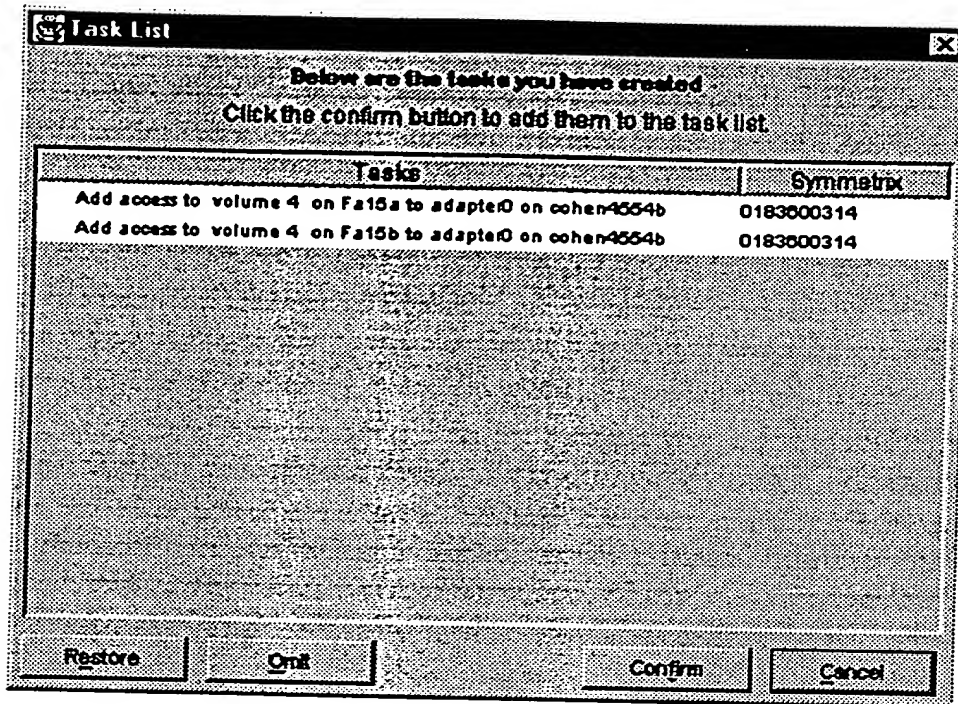 Task List
Below are the tasks you have created
Click the confirm button to add them to the task list.
Tasks Symmetrix
Add access to volume 4 on Fa15a to adapter0 on cohen4554b 0183600314
Add access to volume 4 on Fa15b to adapter0 on cohen4554b 0183600314
Restore Omit Confirm Cancel